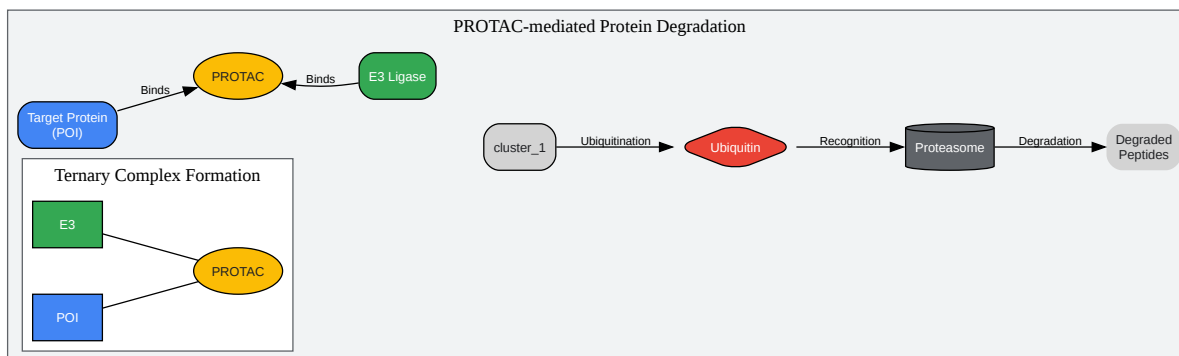 PROTAC-mediated Protein Degradation
PROTAC
Binds
E3 Ligase
Binds
Target Protein
(POI)
cluster_1
Ubiquitination
Ubiquitin
Recognition
Proteasome
Degradation
Degraded
Peptides
Ternary Complex Formation
E3
PROTAC
POI